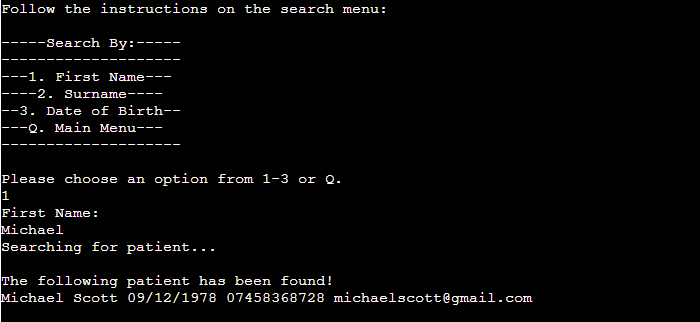 Follow the instructions on the search menu:
-----Search By:-----
--------------------
---1. First Name---
----2. Surname----
--3. Date of Birth--
---Q. Main Menu---
--------------------
Please choose an option from 1-3 or Q.
1
First Name:
Michael
Searching for patient...
The following patient has been found!
Michael Scott 09/12/1978 07458368728 michaelscott@gmail.com